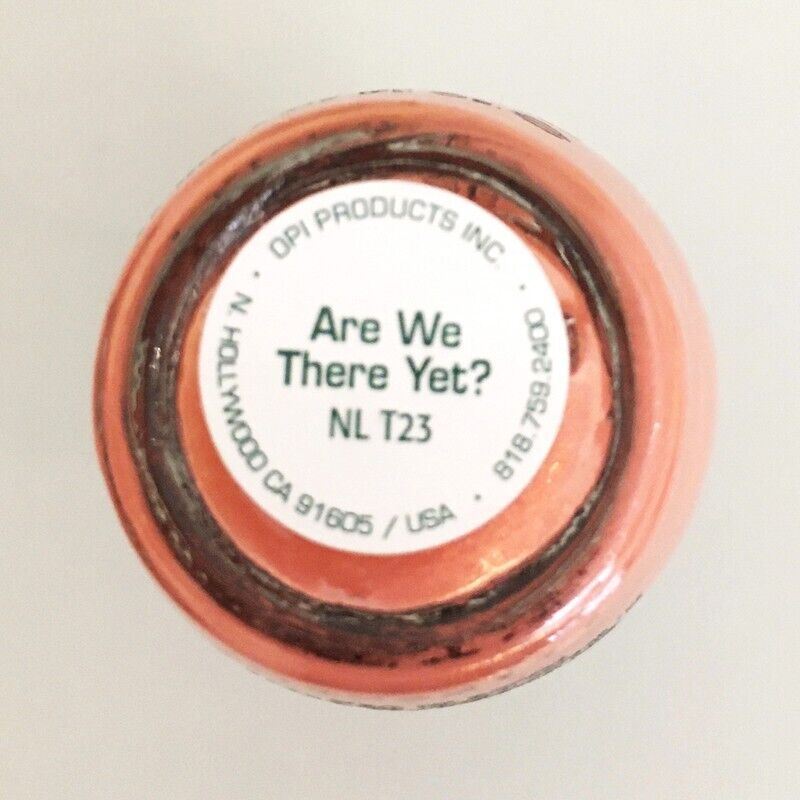 OPI PRODUCTS INC. •
818.759.2400 •
N. HOLLYWOOD CA 91605 / USA •
Are We
There Yet?
NL T23